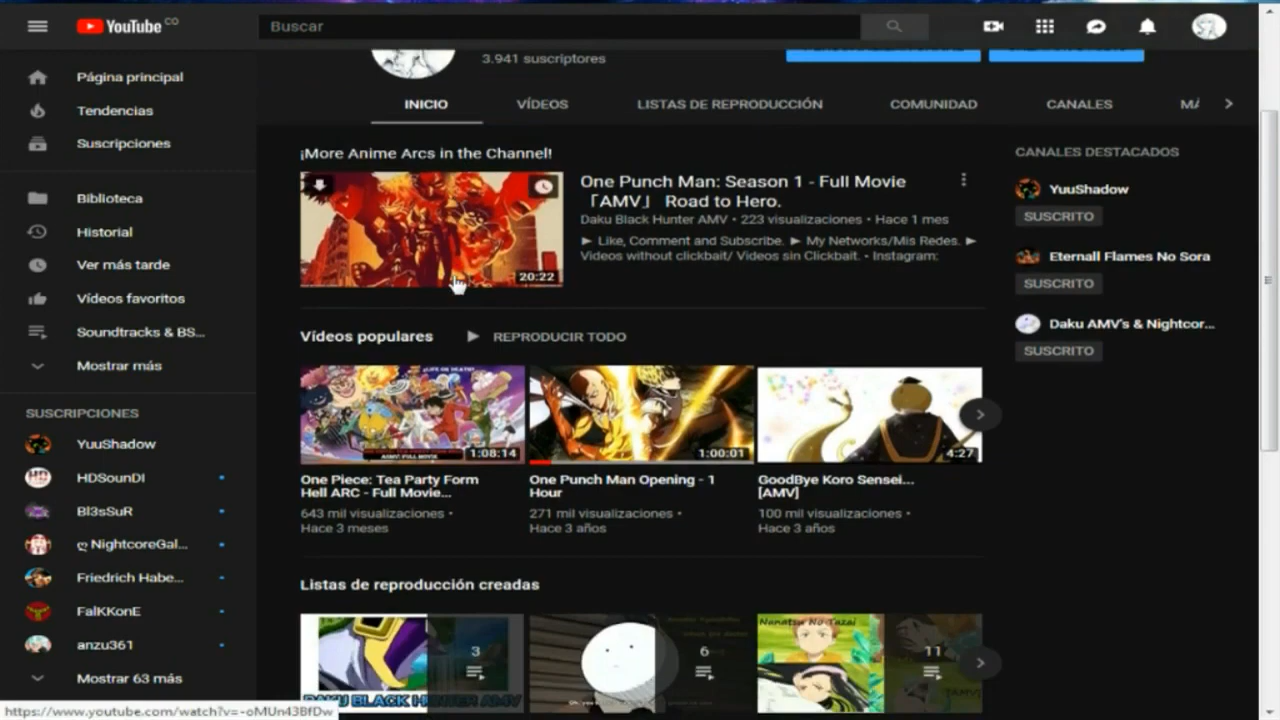 YouTube CO
Buscar
Página principal
Tendencias
Suscripciones
Biblioteca
Historial
Ver más tarde
Vídeos favoritos
Soundtracks & BS...
Mostrar más
SUSCRIPCIONES
YuuShadow
HDSounDI
Bl3sSuR
ღ NightcoreGal...
Friedrich Habe...
FalKKonE
anzu361
Mostrar 63 más
3.941 suscriptores
INICIO
VÍDEOS
LISTAS DE REPRODUCCIÓN
COMUNIDAD
CANALES
¡More Anime Arcs in the Channel!
20:22
One Punch Man: Season 1 - Full Movie
「AMV」 Road to Hero.
Daku Black Hunter AMV • 223 visualizaciones • Hace 1 mes
► Like, Comment and Subscribe. ► My Networks/Mis Redes. ►
Videos without clickbait/ Videos sin Clickbait. • Instagram:
Vídeos populares
REPRODUCIR TODO
1:08:14
One Piece: Tea Party Form
Hell ARC - Full Movie...
643 mil visualizaciones •
Hace 3 meses
1:00:01
One Punch Man Opening - 1
Hour
271 mil visualizaciones •
Hace 3 años
4:27
GoodBye Koro Sensei...
[AMV]
100 mil visualizaciones •
Hace 3 años
Listas de reproducción creadas
3
DAKU BLACK HUNTER AMV
6
Nanatsu No Taizai
11
CANALES DESTACADOS
YuuShadow
SUSCRITO
Eternall Flames No Sora
SUSCRITO
Daku AMV's & Nightcor...
SUSCRITO
https://www.youtube.com/watch?v=-oMUn43BfDw